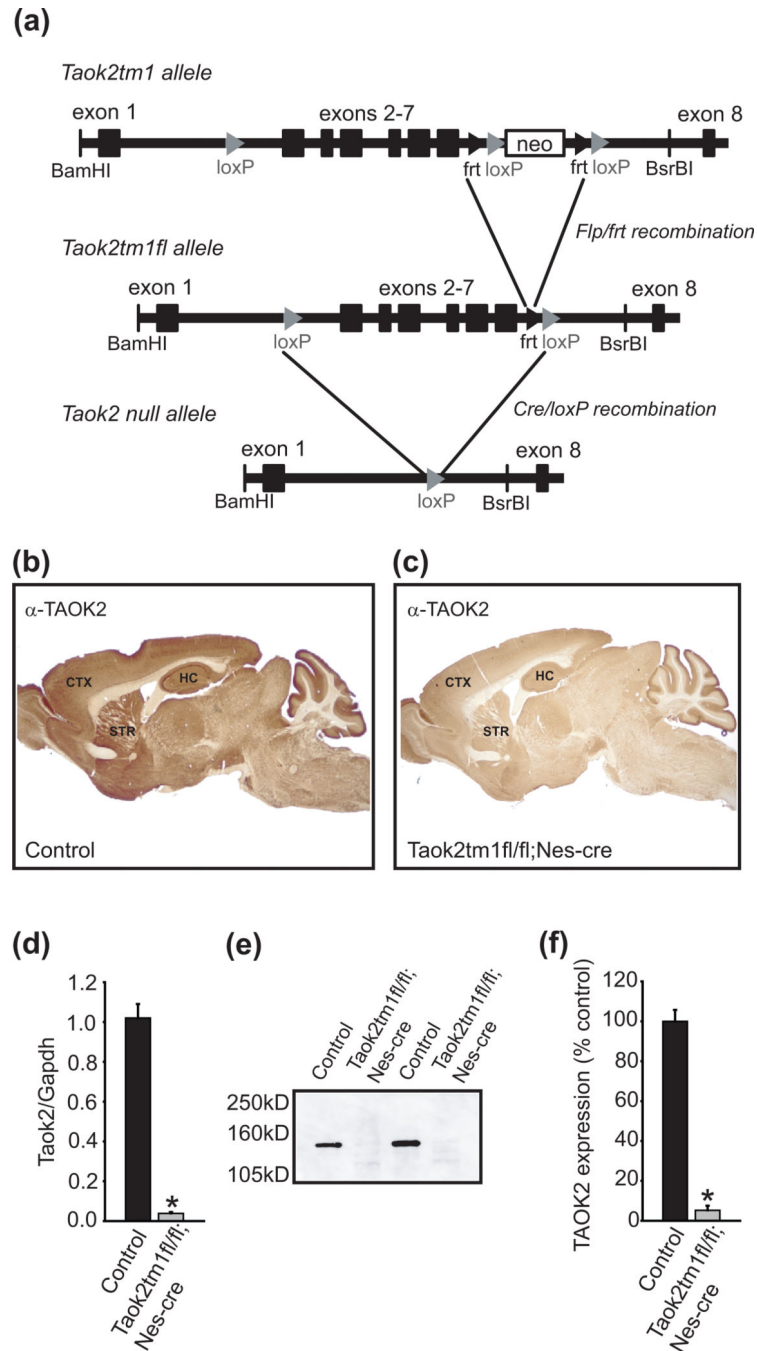 (a)
Taok2tm1 allele
exon 1 exons 2-7 exon 8
BamHI loxP frt loxP neo frt loxP BsrBI
Flp/frt recombination
Taok2tm1fl allele
exon 1 exons 2-7 exon 8
BamHI loxP frt loxP BsrBI
Cre/loxP recombination
Taok2 null allele
exon 1 exon 8
BamHI loxP BsrBI
(b)
α-TAOK2
CTX
HC
STR
Control
(c)
α-TAOK2
CTX
HC
STR
Taok2tm1fl/fl;Nes-cre
(d)
Taok2/Gapdh
1.2
1.0
0.8
0.6
0.4
0.2
0.0
*
Control
Taok2tm1fl/fl;
Nes-cre
(e)
Control
Taok2tm1fl/fl;
Nes-cre
Control
Taok2tm1fl/fl;
Nes-cre
250kD
160kD
105kD
(f)
TAOK2 expression (% control)
120
100
80
60
40
20
0
*
Control
Taok2tm1fl/fl;
Nes-cre